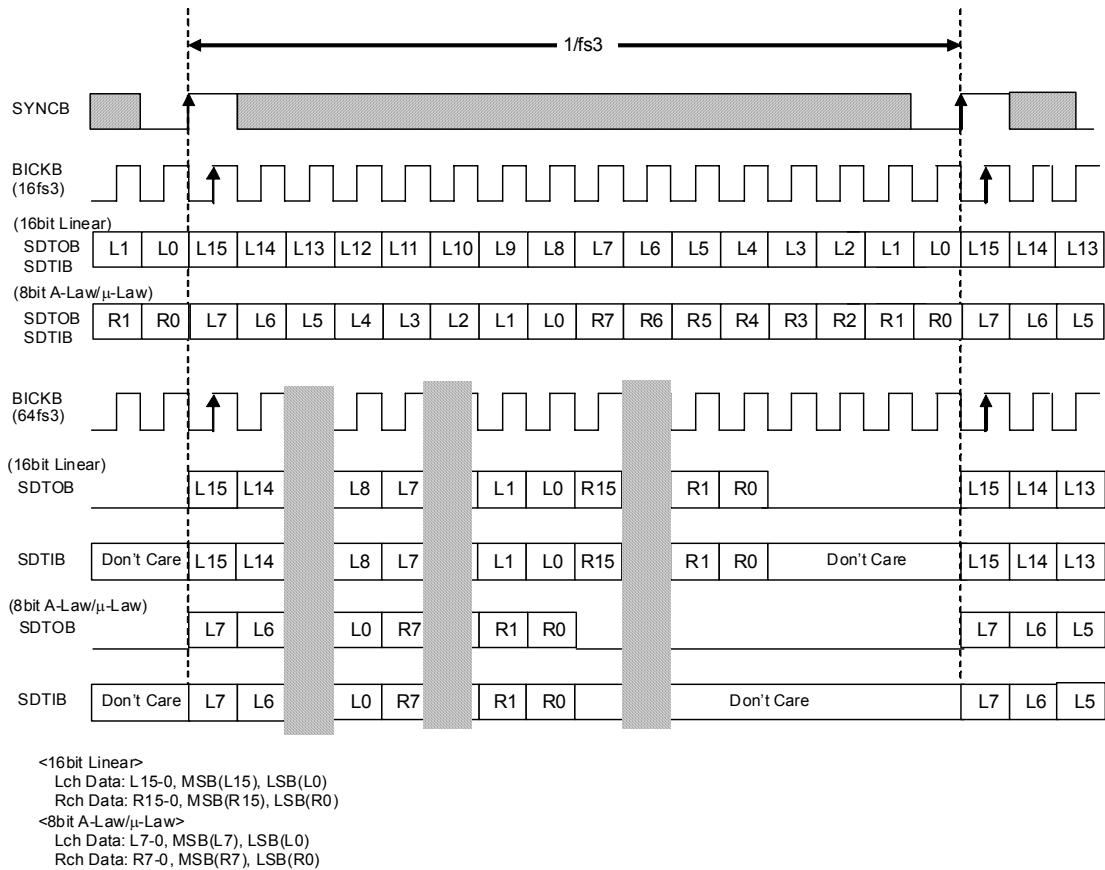 1/fs3
SYNCB
BICKB
(16fs3)
(16bit Linear)
SDTOB
SDTIB
L1 L0 L15 L14 L13 L12 L11 L10 L9 L8 L7 L6 L5 L4 L3 L2 L1 L0 L15 L14 L13
(8bit A-Law/μ-Law)
SDTOB
SDTIB
R1 R0 L7 L6 L5 L4 L3 L2 L1 L0 R7 R6 R5 R4 R3 R2 R1 R0 L7 L6 L5
BICKB
(64fs3)
(16bit Linear)
SDTOB L15 L14 L8 L7 L1 L0 R15 R1 R0 L15 L14 L13
SDTIB Don't Care L15 L14 L8 L7 L1 L0 R15 R1 R0 Don't Care L15 L14 L13
(8bit A-Law/μ-Law)
SDTOB L7 L6 L0 R7 R1 R0 L7 L6 L5
SDTIB Don't Care L7 L6 L0 R7 R1 R0 Don't Care L7 L6 L5
<16bit Linear>
Lch Data: L15-0, MSB(L15), LSB(L0)
Rch Data: R15-0, MSB(R15), LSB(R0)
<8bit A-Law/μ-Law>
Lch Data: L7-0, MSB(L7), LSB(L0)
Rch Data: R7-0, MSB(R7), LSB(R0)